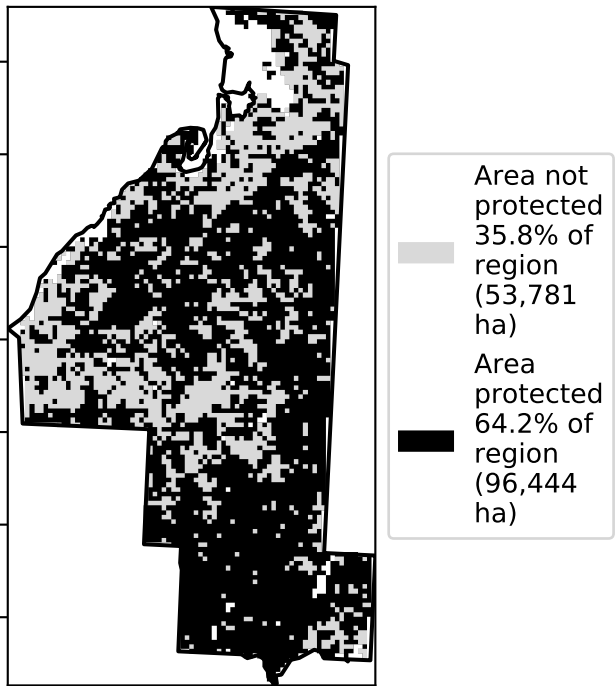 Area not
protected
35.8% of
region
(53,781
ha)
Area
protected
64.2% of
region
(96,444
ha)